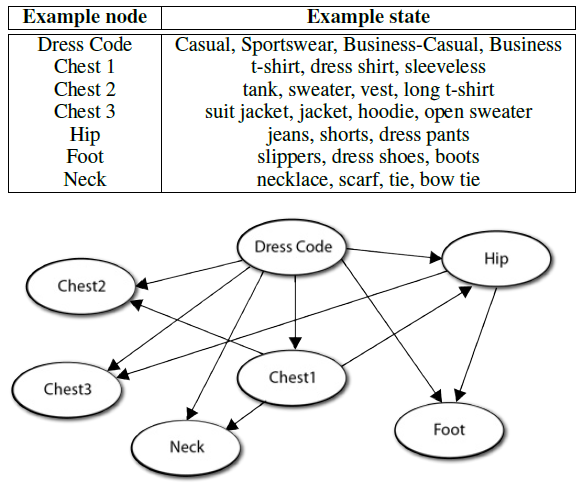 Example node Example state
Dress Code Casual, Sportswear, Business-Casual, Business
Chest 1 t-shirt, dress shirt, sleeveless
Chest 2 tank, sweater, vest, long t-shirt
Chest 3 suit jacket, jacket, hoodie, open sweater
Hip jeans, shorts, dress pants
Foot slippers, dress shoes, boots
Neck necklace, scarf, tie, bow tie
Dress Code
Hip
Chest2
Chest3
Chest1
Neck
Foot